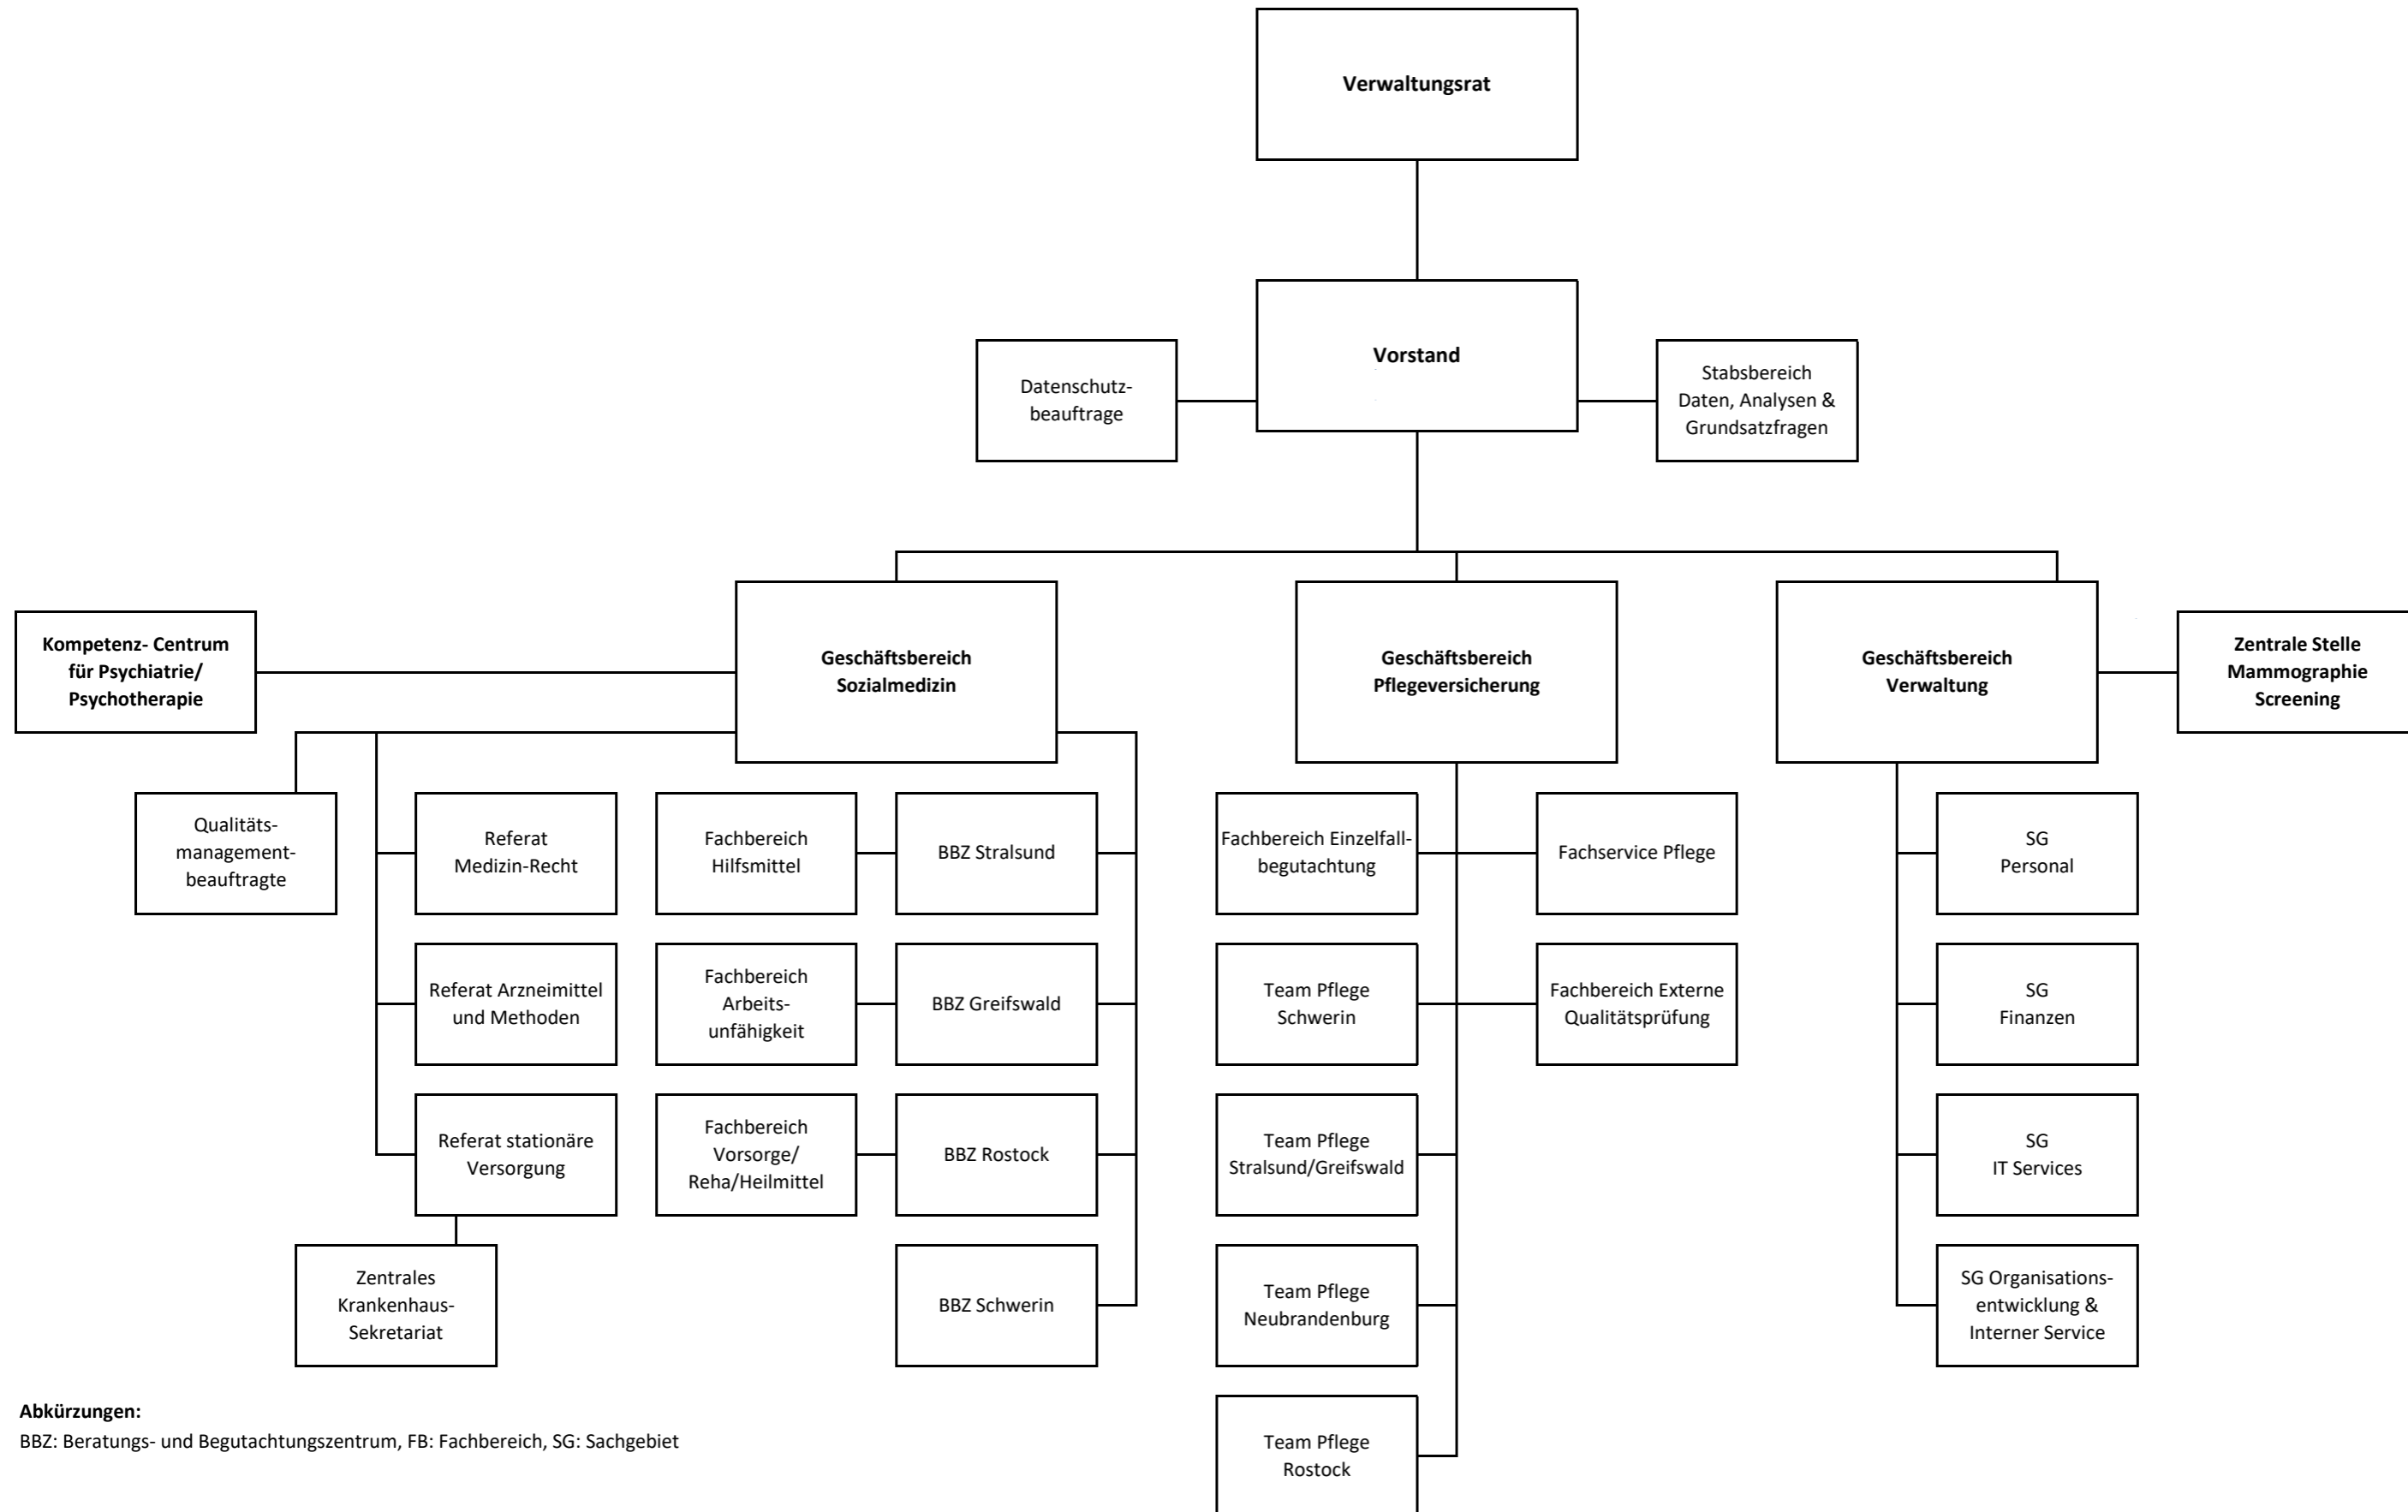 Verwaltungsrat
Vorstand
Datenschutz-
beauftrage
Stabsbereich
Daten, Analysen &
Grundsatzfragen
Kompetenz- Centrum
für Psychiatrie/
Psychotherapie
Geschäftsbereich
Sozialmedizin
Geschäftsbereich
Pflegeversicherung
Geschäftsbereich
Verwaltung
Zentrale Stelle
Mammographie
Screening
Qualitäts-
management-
beauftragte
Referat
Medizin-Recht
Fachbereich
Hilfsmittel
BBZ Stralsund
Fachbereich Einzelfall-
begutachtung
Fachservice Pflege
SG
Personal
Referat Arzneimittel
und Methoden
Fachbereich
Arbeits-
unfähigkeit
BBZ Greifswald
Team Pflege
Schwerin
Fachbereich Externe
Qualitätsprüfung
SG
Finanzen
Referat stationäre
Versorgung
Fachbereich
Vorsorge/
Reha/Heilmittel
BBZ Rostock
Team Pflege
Stralsund/Greifswald
SG
IT Services
Zentrales
Krankenhaus-
Sekretariat
BBZ Schwerin
Team Pflege
Neubrandenburg
SG Organisations-
entwicklung &
Interner Service
Team Pflege
Rostock
Abkürzungen:
BBZ: Beratungs- und Begutachtungszentrum, FB: Fachbereich, SG: Sachgebiet